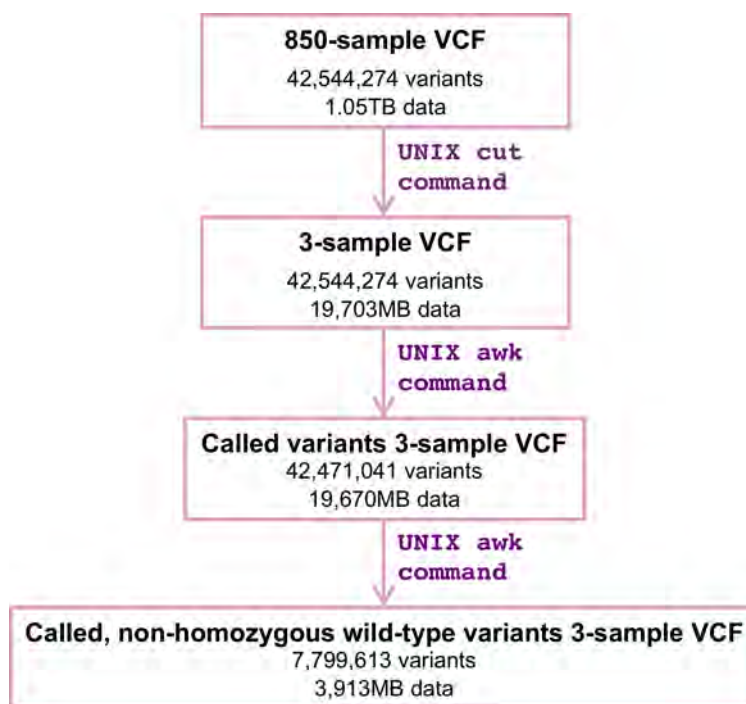 850-sample VCF
42,544,274 variants
1.05TB data
UNIX cut
command
3-sample VCF
42,544,274 variants
19,703MB data
UNIX awk
command
Called variants 3-sample VCF
42,471,041 variants
19,670MB data
UNIX awk
command
Called, non-homozygous wild-type variants 3-sample VCF
7,799,613 variants
3,913MB data